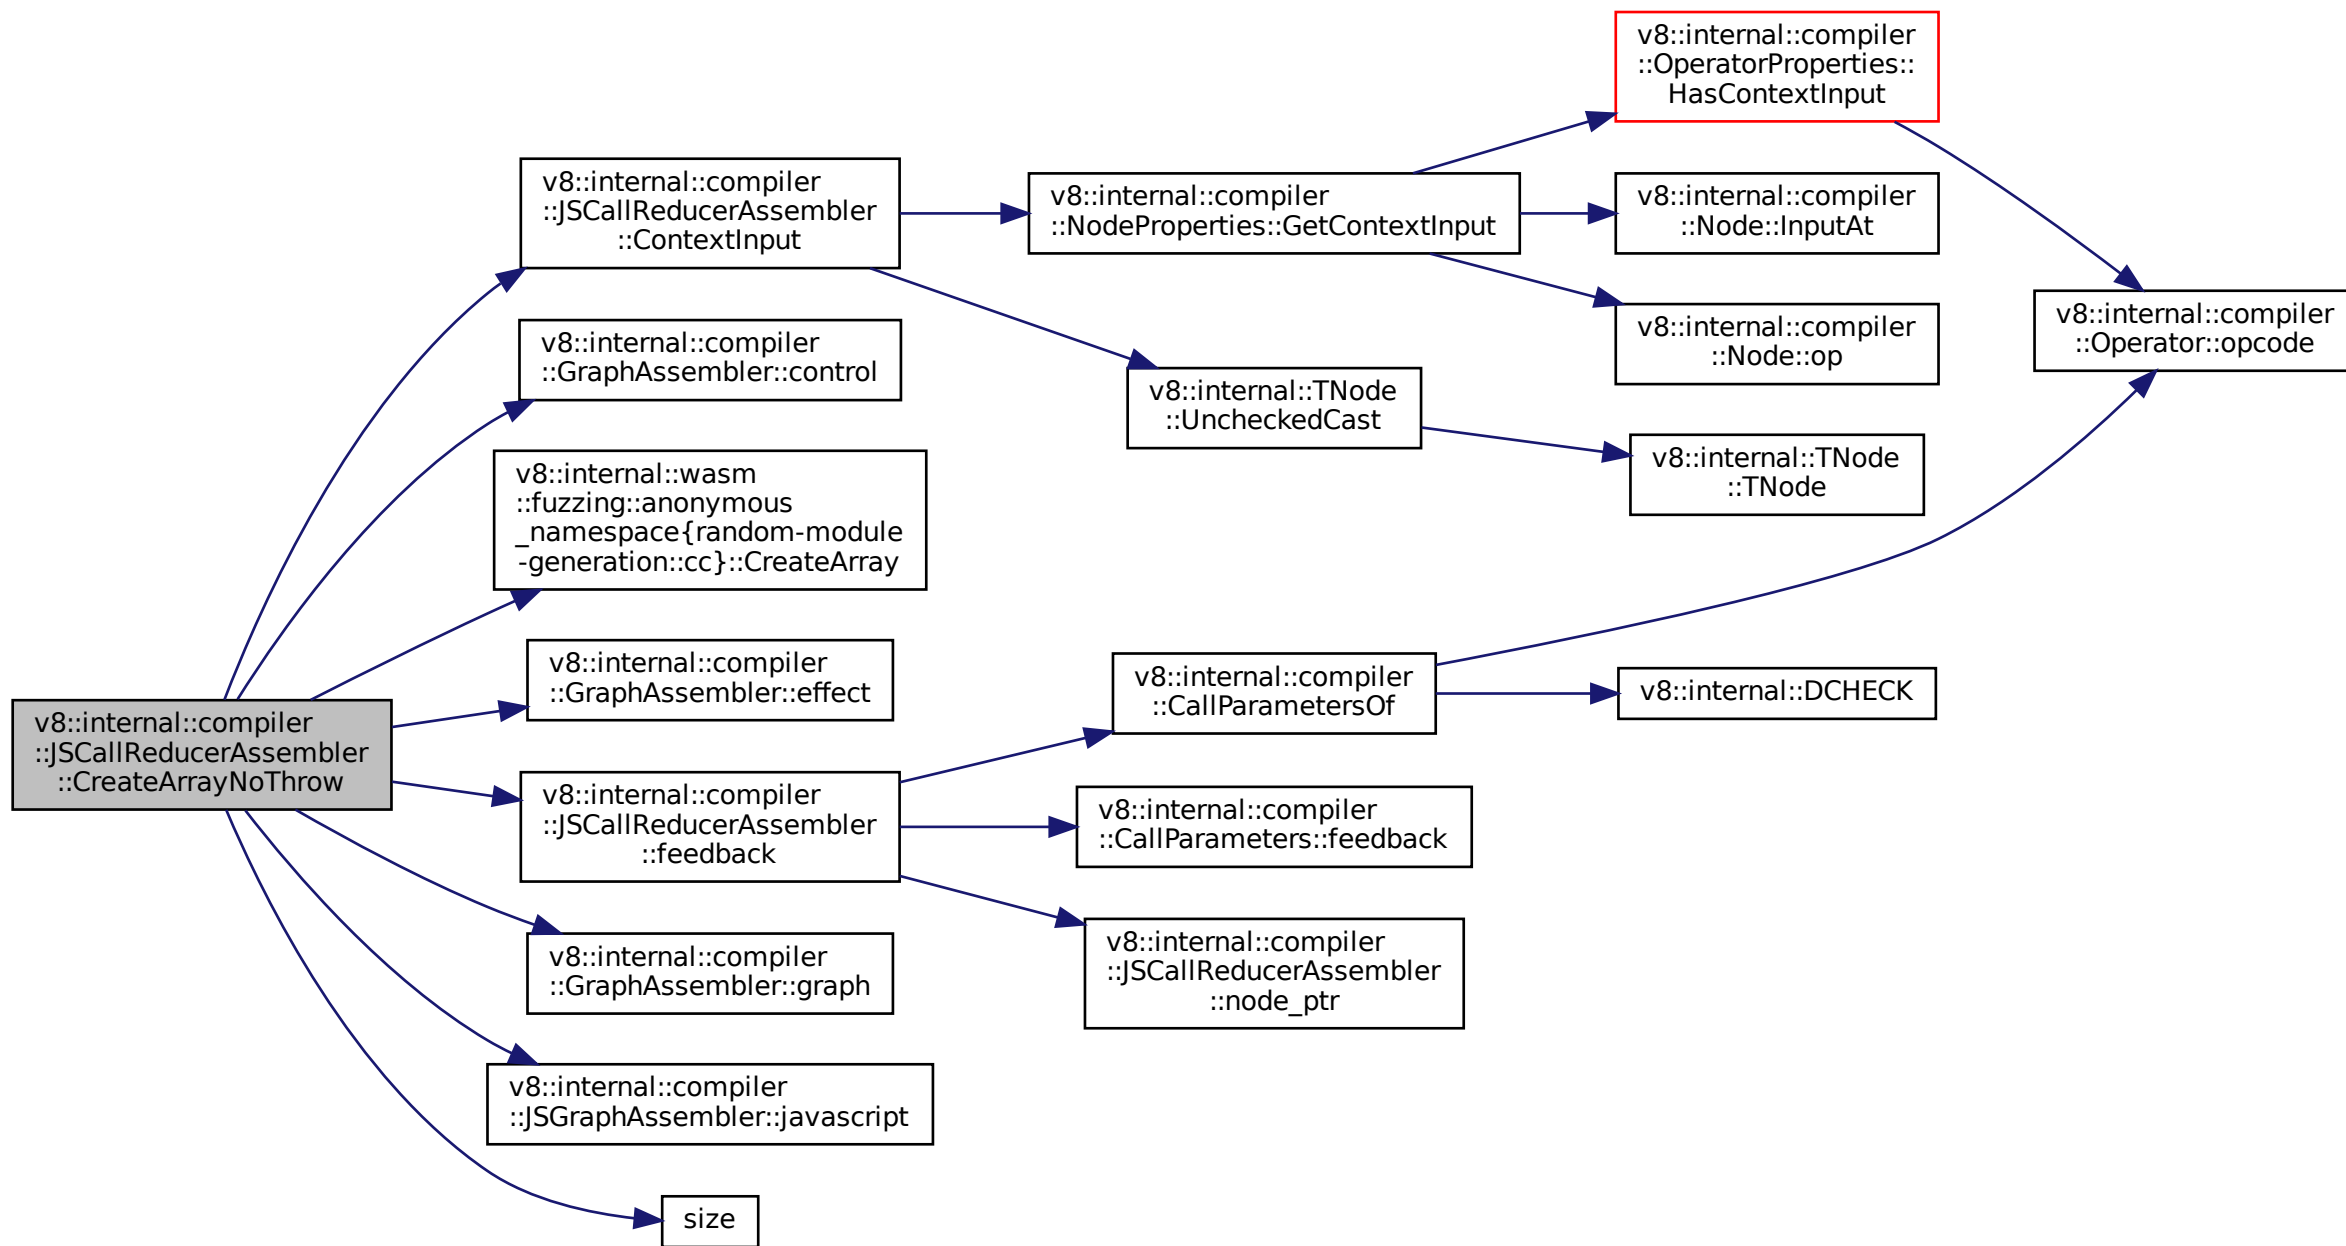 v8::internal::compiler
::JSCallReducerAssembler
::CreateArrayNoThrow
v8::internal::compiler
::JSCallReducerAssembler
::ContextInput
v8::internal::compiler
::GraphAssembler::control
v8::internal::wasm
::fuzzing::anonymous
_namespace{random-module
-generation::cc}::CreateArray
v8::internal::compiler
::GraphAssembler::effect
v8::internal::compiler
::JSCallReducerAssembler
::feedback
v8::internal::compiler
::GraphAssembler::graph
v8::internal::compiler
::JSGraphAssembler::javascript
size
v8::internal::compiler
::NodeProperties::GetContextInput
v8::internal::TNode
::UncheckedCast
v8::internal::compiler
::CallParametersOf
v8::internal::compiler
::CallParameters::feedback
v8::internal::compiler
::JSCallReducerAssembler
::node_ptr
v8::internal::compiler
::OperatorProperties::
HasContextInput
v8::internal::compiler
::Node::InputAt
v8::internal::compiler
::Node::op
v8::internal::TNode
::TNode
v8::internal::DCHECK
v8::internal::compiler
::Operator::opcode